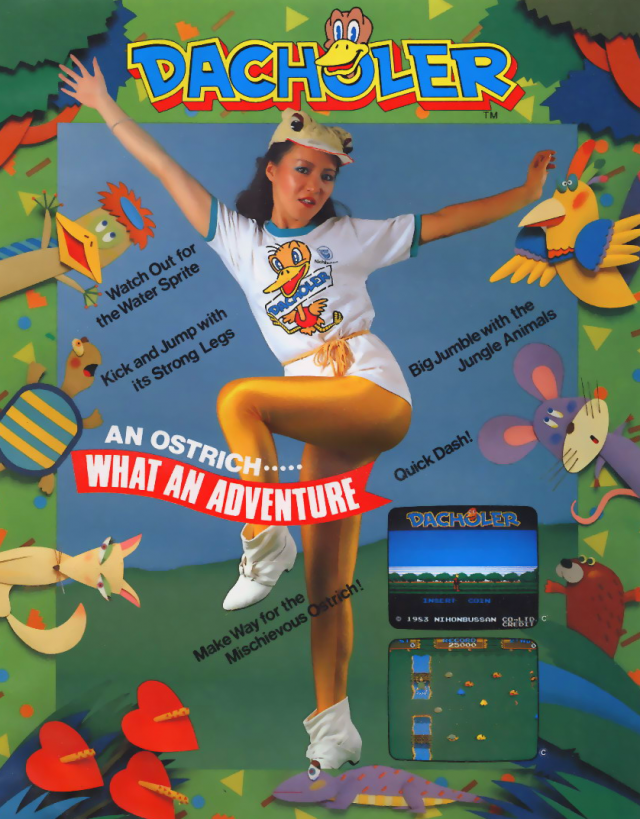 DACHOLER
TM
Watch Out for
the Water Sprite
Kick and Jump with
its Strong Legs
DACHOLER
Big Jumble with the
Jungle Animals
AN OSTRICH.....
WHAT AN ADVENTURE
Quick Dash!
Make Way for the
Mischievous Ostrich!
DACHOLER
INSERT COIN
© 1983 NIHONBUSSAN CO.LTD.
CREDIT
RECORD
25000